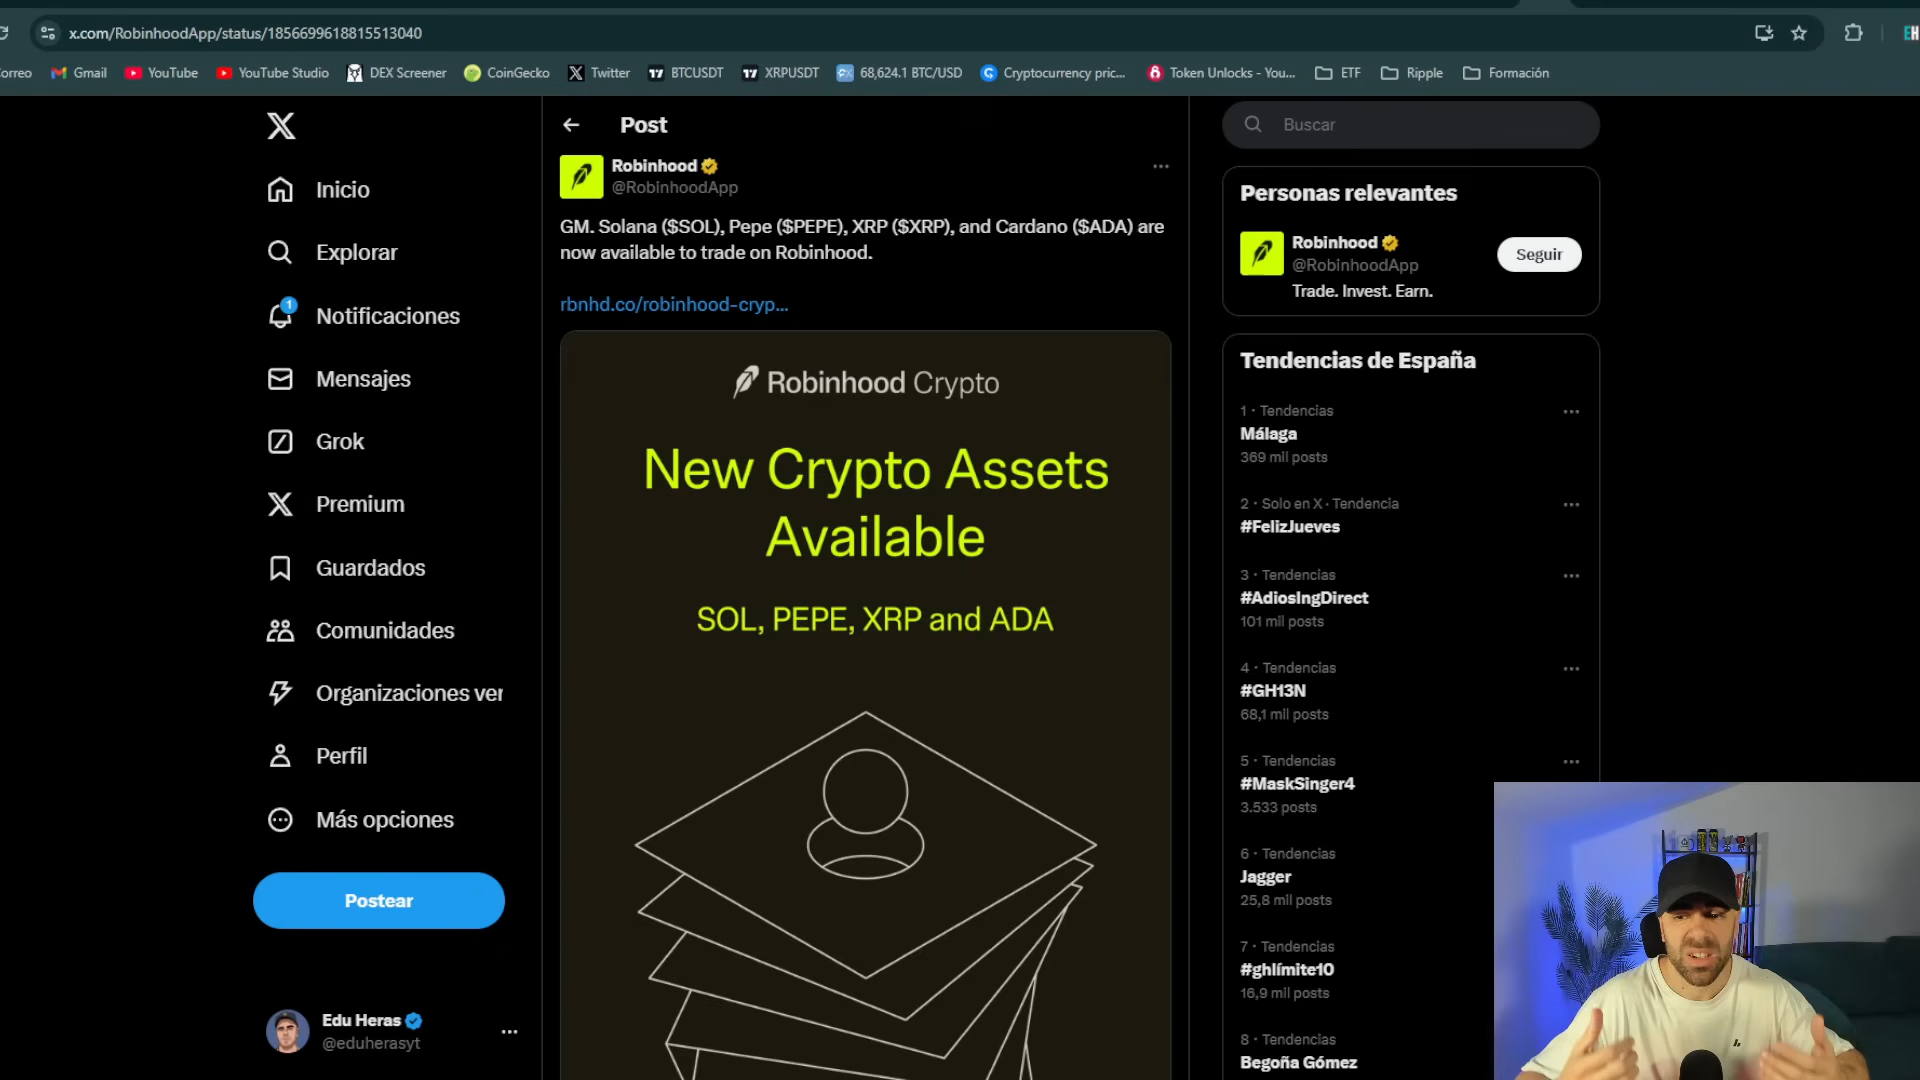 x.com/RobinhoodApp/status/1856699618815513040
orreo
Gmail
YouTube
YouTube Studio
DEX Screener
CoinGecko
Twitter
BTCUSDT
XRPUSDT
68,624.1 BTC/USD
Cryptocurrency pric...
Token Unlocks - You...
ETF
Ripple
Formación
EH
Inicio
Explorar
1
Notificaciones
Mensajes
Grok
Premium
Guardados
Comunidades
Organizaciones ver
Perfil
Más opciones
Postear
Edu Heras
@eduherasyt
Post
Robinhood
@RobinhoodApp
GM. Solana ($SOL), Pepe ($PEPE), XRP ($XRP), and Cardano ($ADA) are
now available to trade on Robinhood.
rbnhd.co/robinhood-cryp...
Robinhood Crypto
New Crypto Assets
Available
SOL, PEPE, XRP and ADA
Buscar
Personas relevantes
Robinhood
@RobinhoodApp
Seguir
Trade. Invest. Earn.
Tendencias de España
1 · Tendencias
Málaga
369 mil posts
2 · Solo en X · Tendencia
#FelizJueves
3 · Tendencias
#AdiosIngDirect
101 mil posts
4 · Tendencias
#GH13N
68,1 mil posts
5 · Tendencias
#MaskSinger4
3.533 posts
6 · Tendencias
Jagger
25,8 mil posts
7 · Tendencias
#ghlímite10
16,9 mil posts
8 · Tendencias
Begoña Gómez